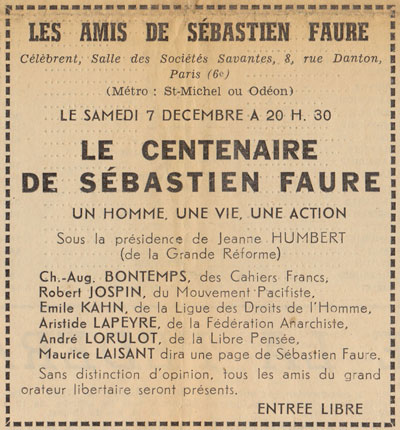 LES AMIS DE SÉBASTIEN FAURE
Célèbrent, Salle des Sociétés Savantes, 8, rue Danton,
Paris (6e)
(Métro : St-Michel ou Odéon)
LE SAMEDI 7 DECEMBRE A 20 H. 30
LE CENTENAIRE
DE SÉBASTIEN FAURE
UN HOMME, UNE VIE, UNE ACTION
Sous la présidence de Jeanne HUMBERT
(de la Grande Réforme)
Ch.-Aug. BONTEMPS, des Cahiers Francs,
Robert JOSPIN, du Mouvement Pacifiste,
Emile KAHN, de la Ligue des Droits de l'Homme,
Aristide LAPEYRE, de la Fédération Anarchiste,
André LORULOT, de la Libre Pensée,
Maurice LAISANT dira une page de Sébastien Faure.
Sans distinction d'opinion, tous les amis du grand
orateur libertaire seront présents.
ENTREE LIBRE